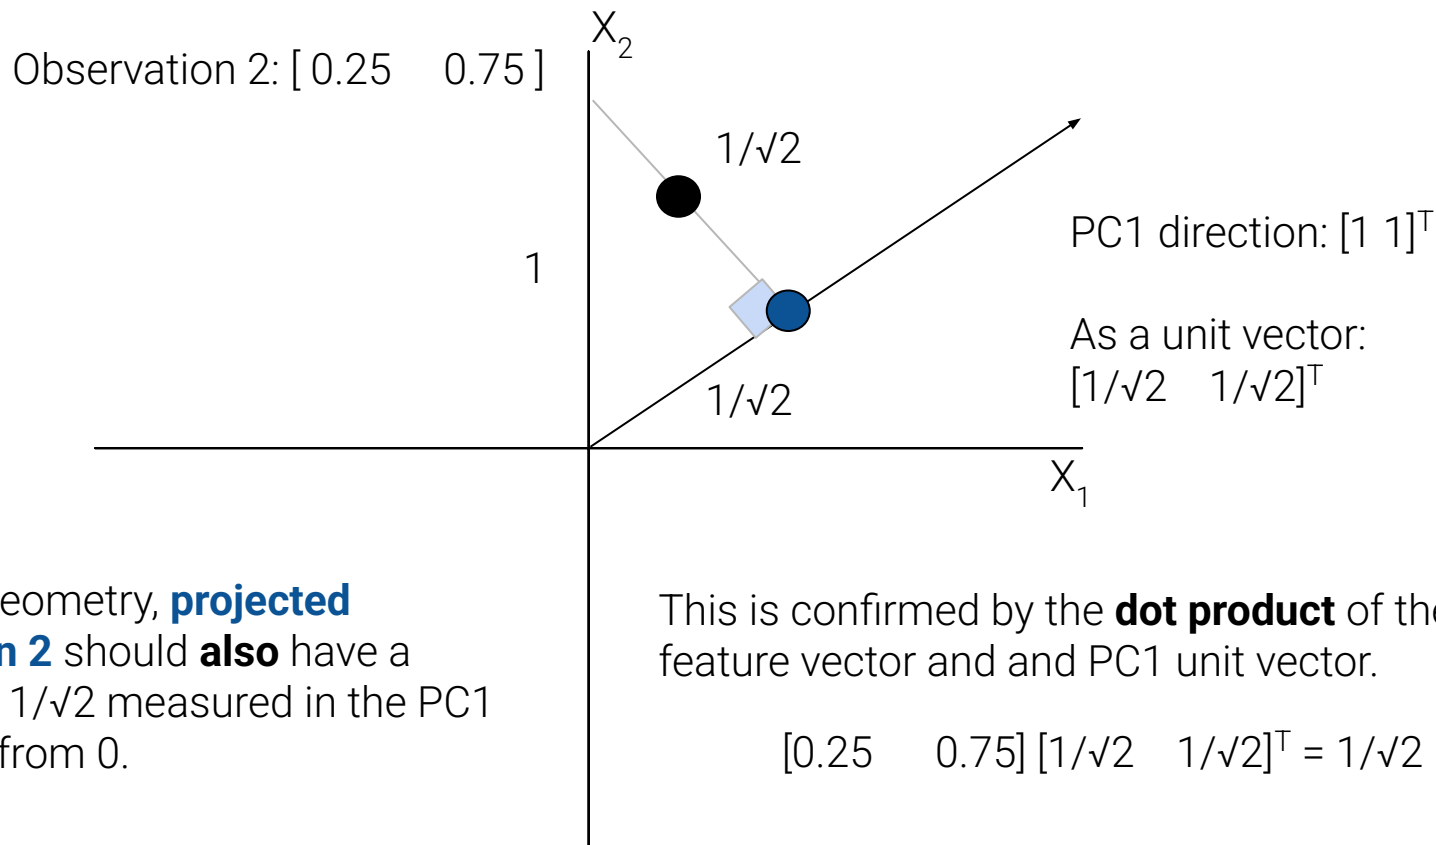 X₂
Observation 2: [ 0.25 0.75 ]
1/√2
PC1 direction: [1 1]ᵀ
1
As a unit vector:
[1/√2 1/√2]ᵀ
1/√2
X₁
eometry, projected
n 2 should also have a
1/√2 measured in the PC1
from 0.
This is confirmed by the dot product of the
feature vector and and PC1 unit vector.
[0.25 0.75] [1/√2 1/√2]ᵀ = 1/√2